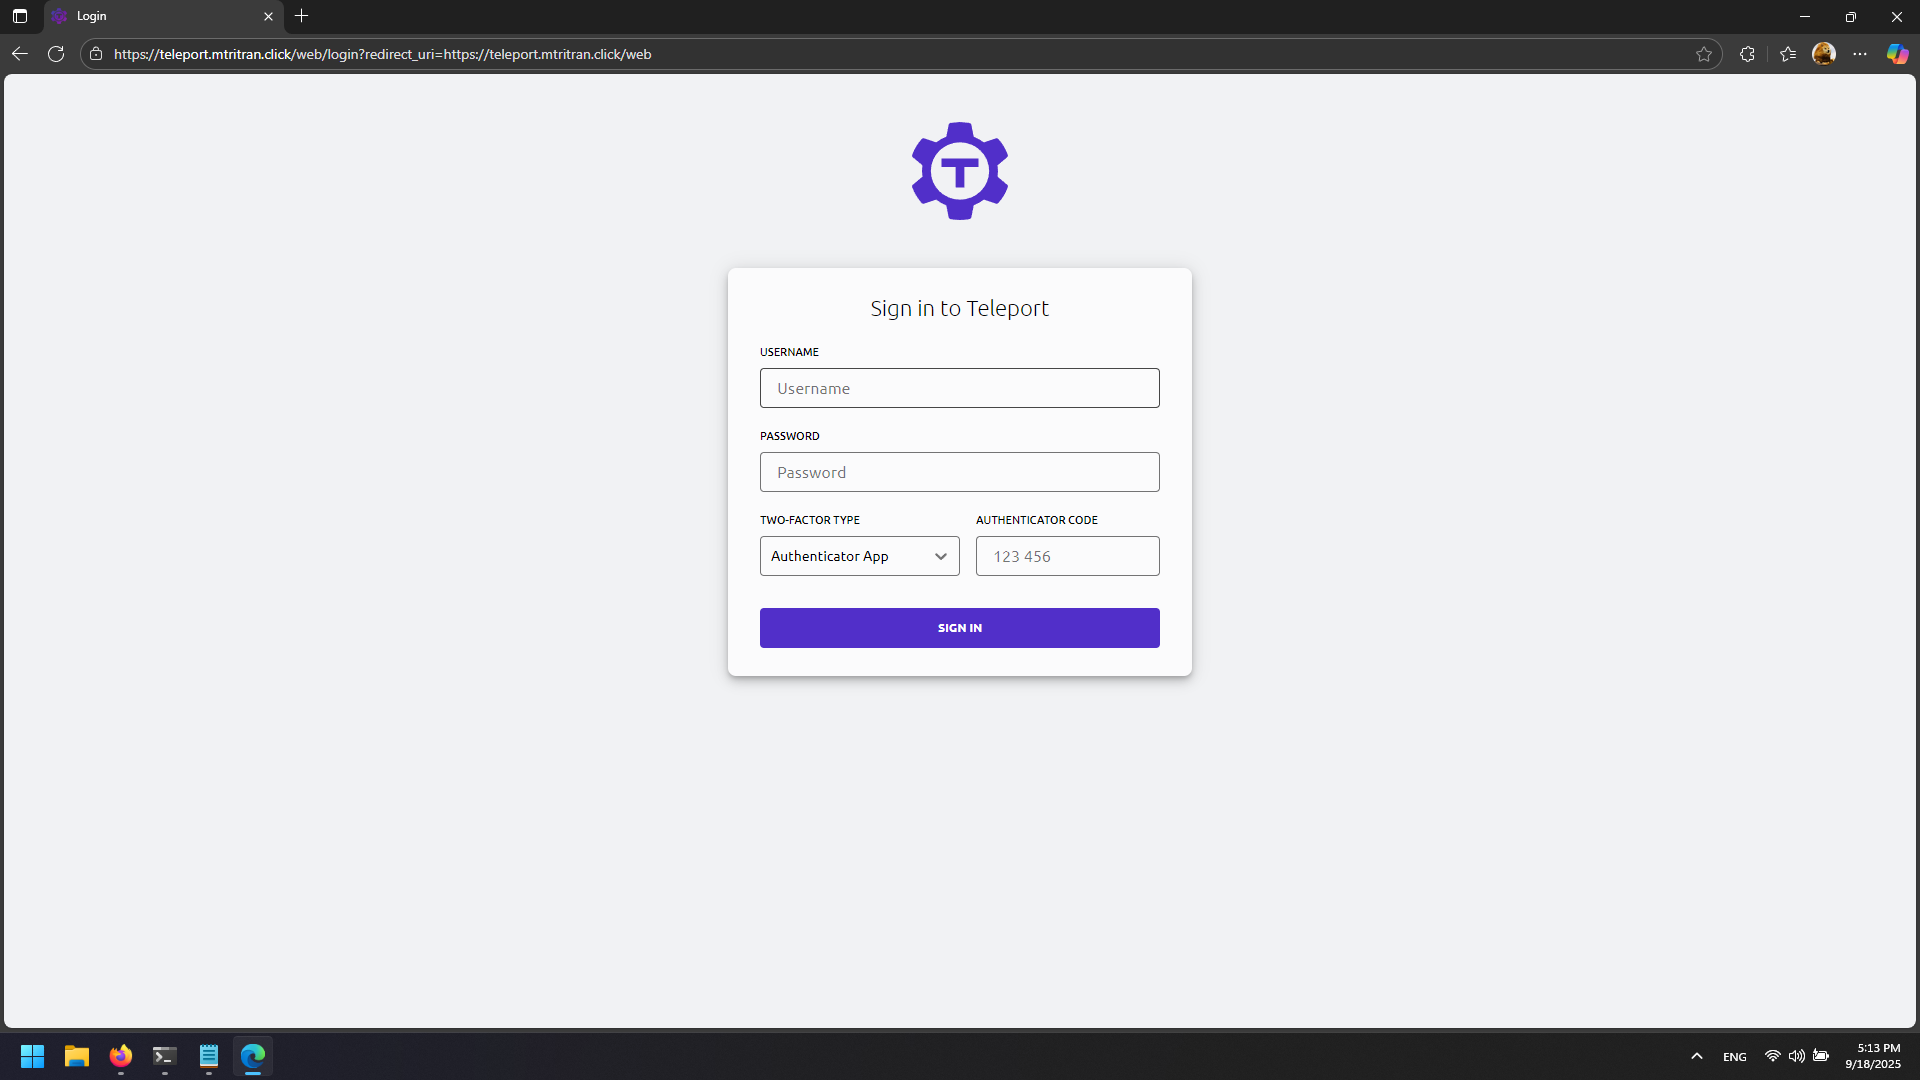 Login
https://teleport.mtritran.click/web/login?redirect_uri=https://teleport.mtritran.click/web
T
Sign in to Teleport
USERNAME
Username
PASSWORD
Password
TWO-FACTOR TYPE
AUTHENTICATOR CODE
Authenticator App
123 456
SIGN IN
ENG
5:13 PM
9/18/2025